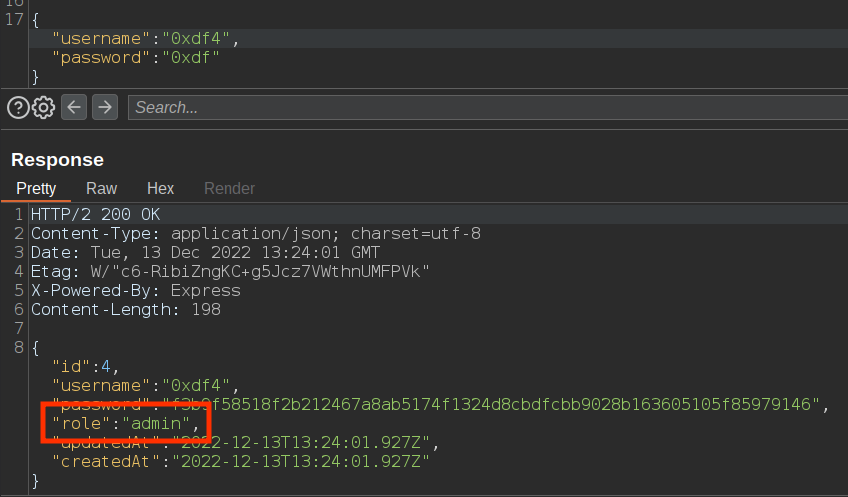 16
17 {
"username":"0xdf4",
"password":"0xdf"
}
Search...
Response
Pretty Raw Hex Render
1 HTTP/2 200 OK
2 Content-Type: application/json; charset=utf-8
3 Date: Tue, 13 Dec 2022 13:24:01 GMT
4 Etag: W/"c6-RibiZngKC+g5Jcz7VWthnUMFPVk"
5 X-Powered-By: Express
6 Content-Length: 198
7
8 {
"id":4,
"username":"0xdf4",
"password":"f3b9f58518f2b212467a8ab5174f1324d8cbdfcbb9028b163605105f85979146",
"role":"admin",
"updatedAt":"2022-12-13T13:24:01.927Z",
"createdAt":"2022-12-13T13:24:01.927Z"
}